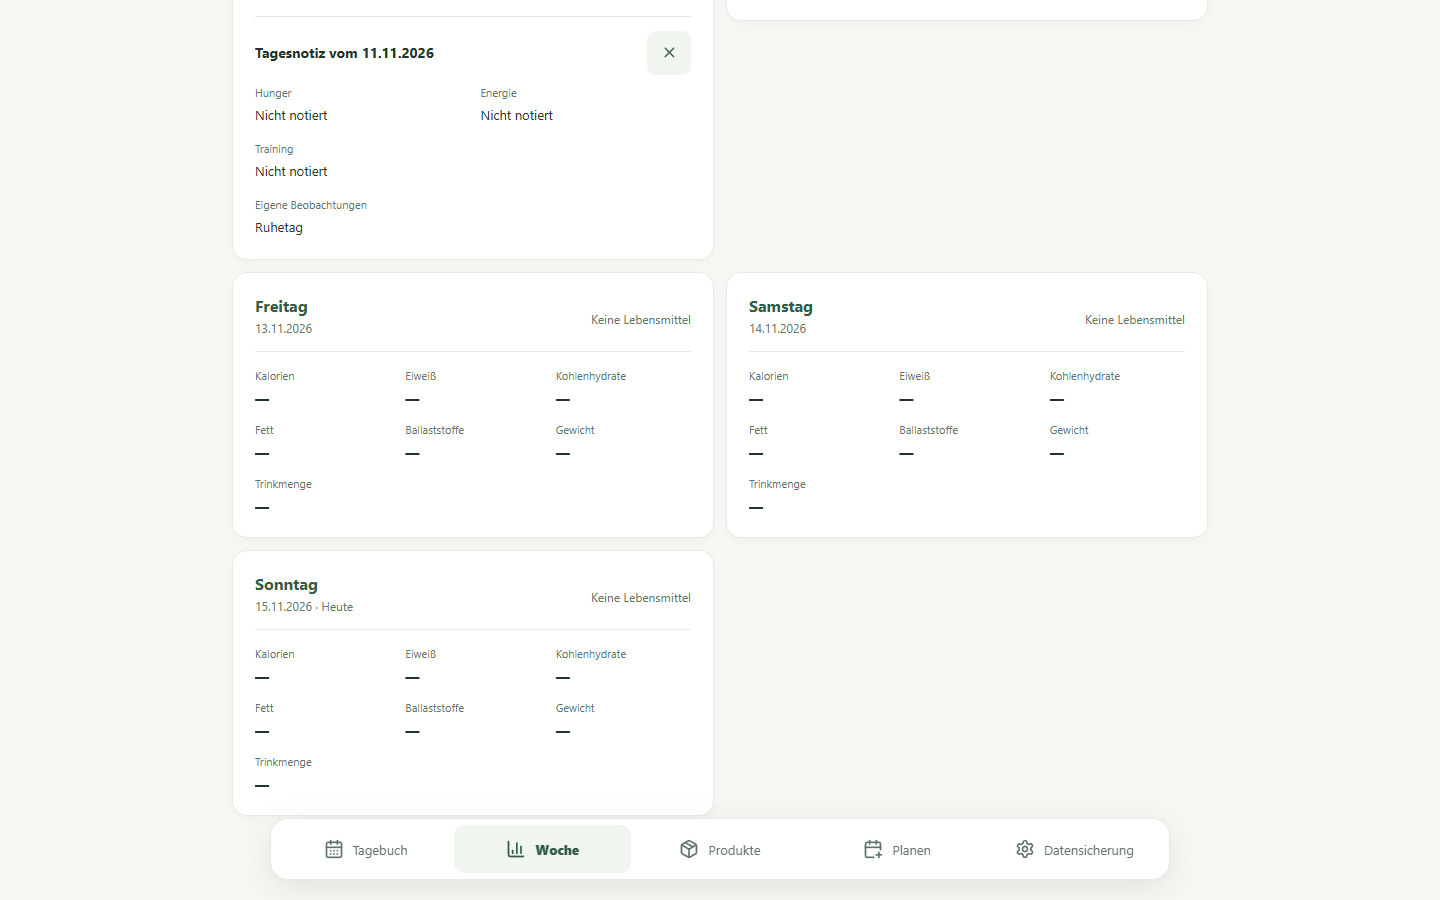 Tagesnotiz vom 11.11.2026
Hunger
Energie
Nicht notiert
Nicht notiert
Training
Nicht notiert
Eigene Beobachtungen
Ruhetag
Freitag
13.11.2026
Keine Lebensmittel
Kalorien
Eiweiß
Kohlenhydrate
—
—
—
Fett
Ballaststoffe
Gewicht
—
—
—
Trinkmenge
—
Samstag
14.11.2026
Keine Lebensmittel
Kalorien
Eiweiß
Kohlenhydrate
—
—
—
Fett
Ballaststoffe
Gewicht
—
—
—
Trinkmenge
—
Sonntag
15.11.2026 · Heute
Keine Lebensmittel
Kalorien
Eiweiß
Kohlenhydrate
—
—
—
Fett
Ballaststoffe
Gewicht
—
—
—
Trinkmenge
—
Tagebuch
Woche
Produkte
Planen
Datensicherung